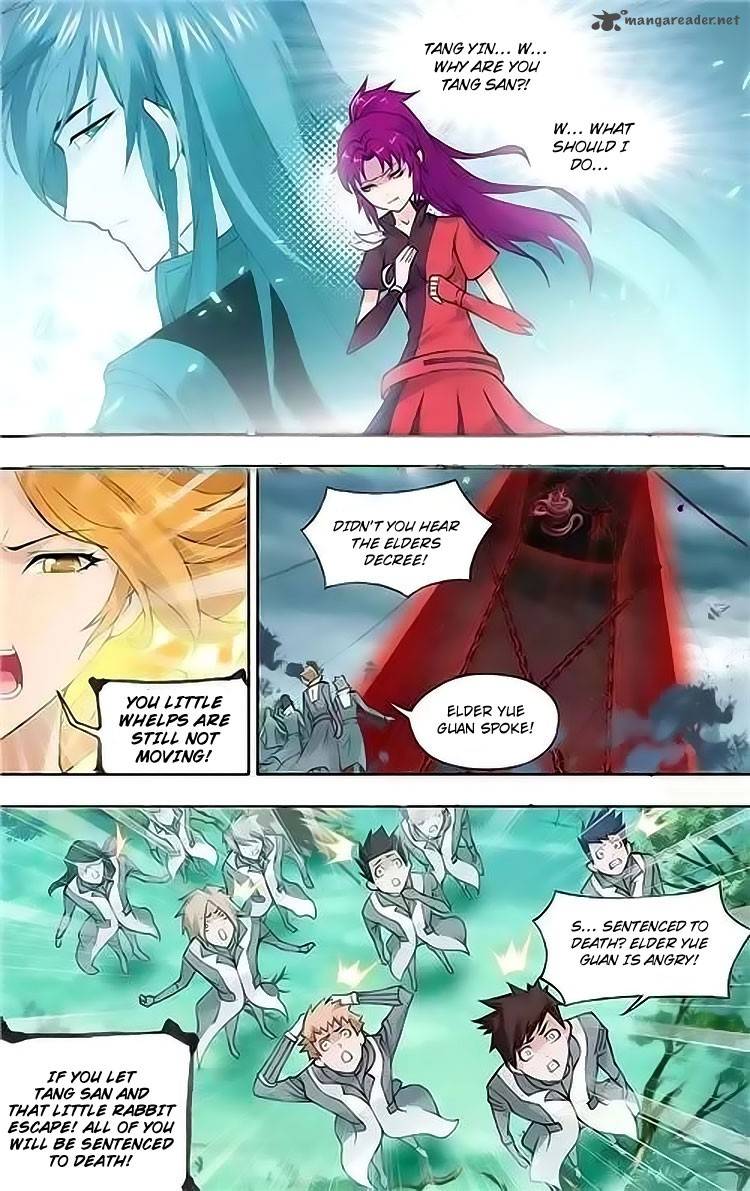 mangareader.net
TANG YIN... W...
WHY ARE YOU
TANG SAN?!
W... WHAT
SHOULD I
DO...
DIDN'T YOU HEAR
THE ELDERS
DECREE!
YOU LITTLE
WHELPS ARE
STILL NOT
MOVING!
ELDER YUE
GUAN SPOKE!
S... SENTENCED TO
DEATH? ELDER YUE
GUAN IS ANGRY!
IF YOU LET
TANG SAN AND
THAT LITTLE RABBIT
ESCAPE! ALL OF YOU
WILL BE SENTENCED
TO DEATH!